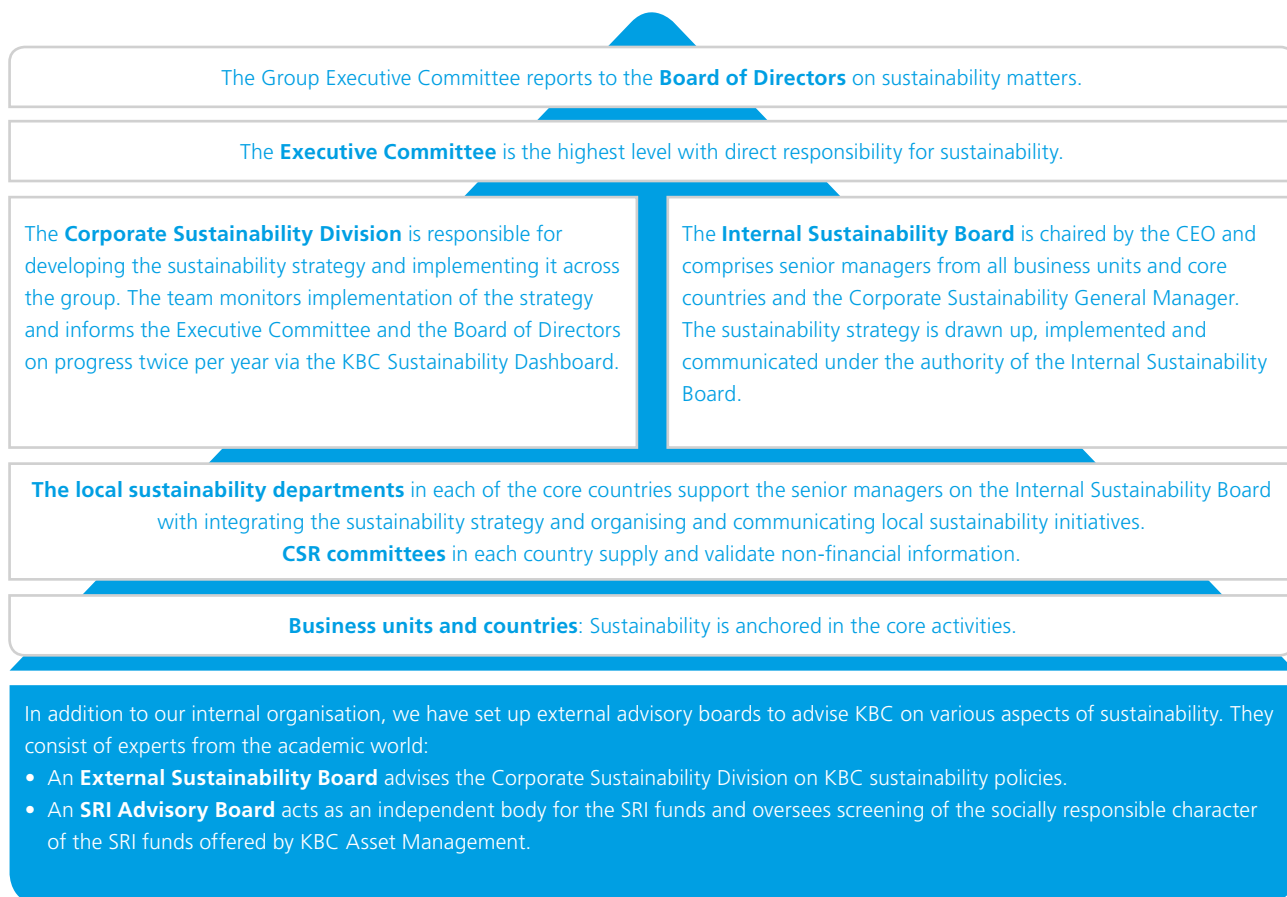 The Group Executive Committee reports to the Board of Directors on sustainability matters.
The Executive Committee is the highest level with direct responsibility for sustainability.
The Corporate Sustainability Division is responsible for
developing the sustainability strategy and implementing it across
the group. The team monitors implementation of the strategy
and informs the Executive Committee and the Board of Directors
on progress twice per year via the KBC Sustainability Dashboard.
The Internal Sustainability Board is chaired by the CEO and
comprises senior managers from all business units and core
countries and the Corporate Sustainability General Manager.
The sustainability strategy is drawn up, implemented and
communicated under the authority of the Internal Sustainability
Board.
The local sustainability departments in each of the core countries support the senior managers on the Internal Sustainability Board
with integrating the sustainability strategy and organising and communicating local sustainability initiatives.
CSR committees in each country supply and validate non-financial information.
Business units and countries: Sustainability is anchored in the core activities.
In addition to our internal organisation, we have set up external advisory boards to advise KBC on various aspects of sustainability. They
consist of experts from the academic world:
• An External Sustainability Board advises the Corporate Sustainability Division on KBC sustainability policies.
• An SRI Advisory Board acts as an independent body for the SRI funds and oversees screening of the socially responsible character
of the SRI funds offered by KBC Asset Management.